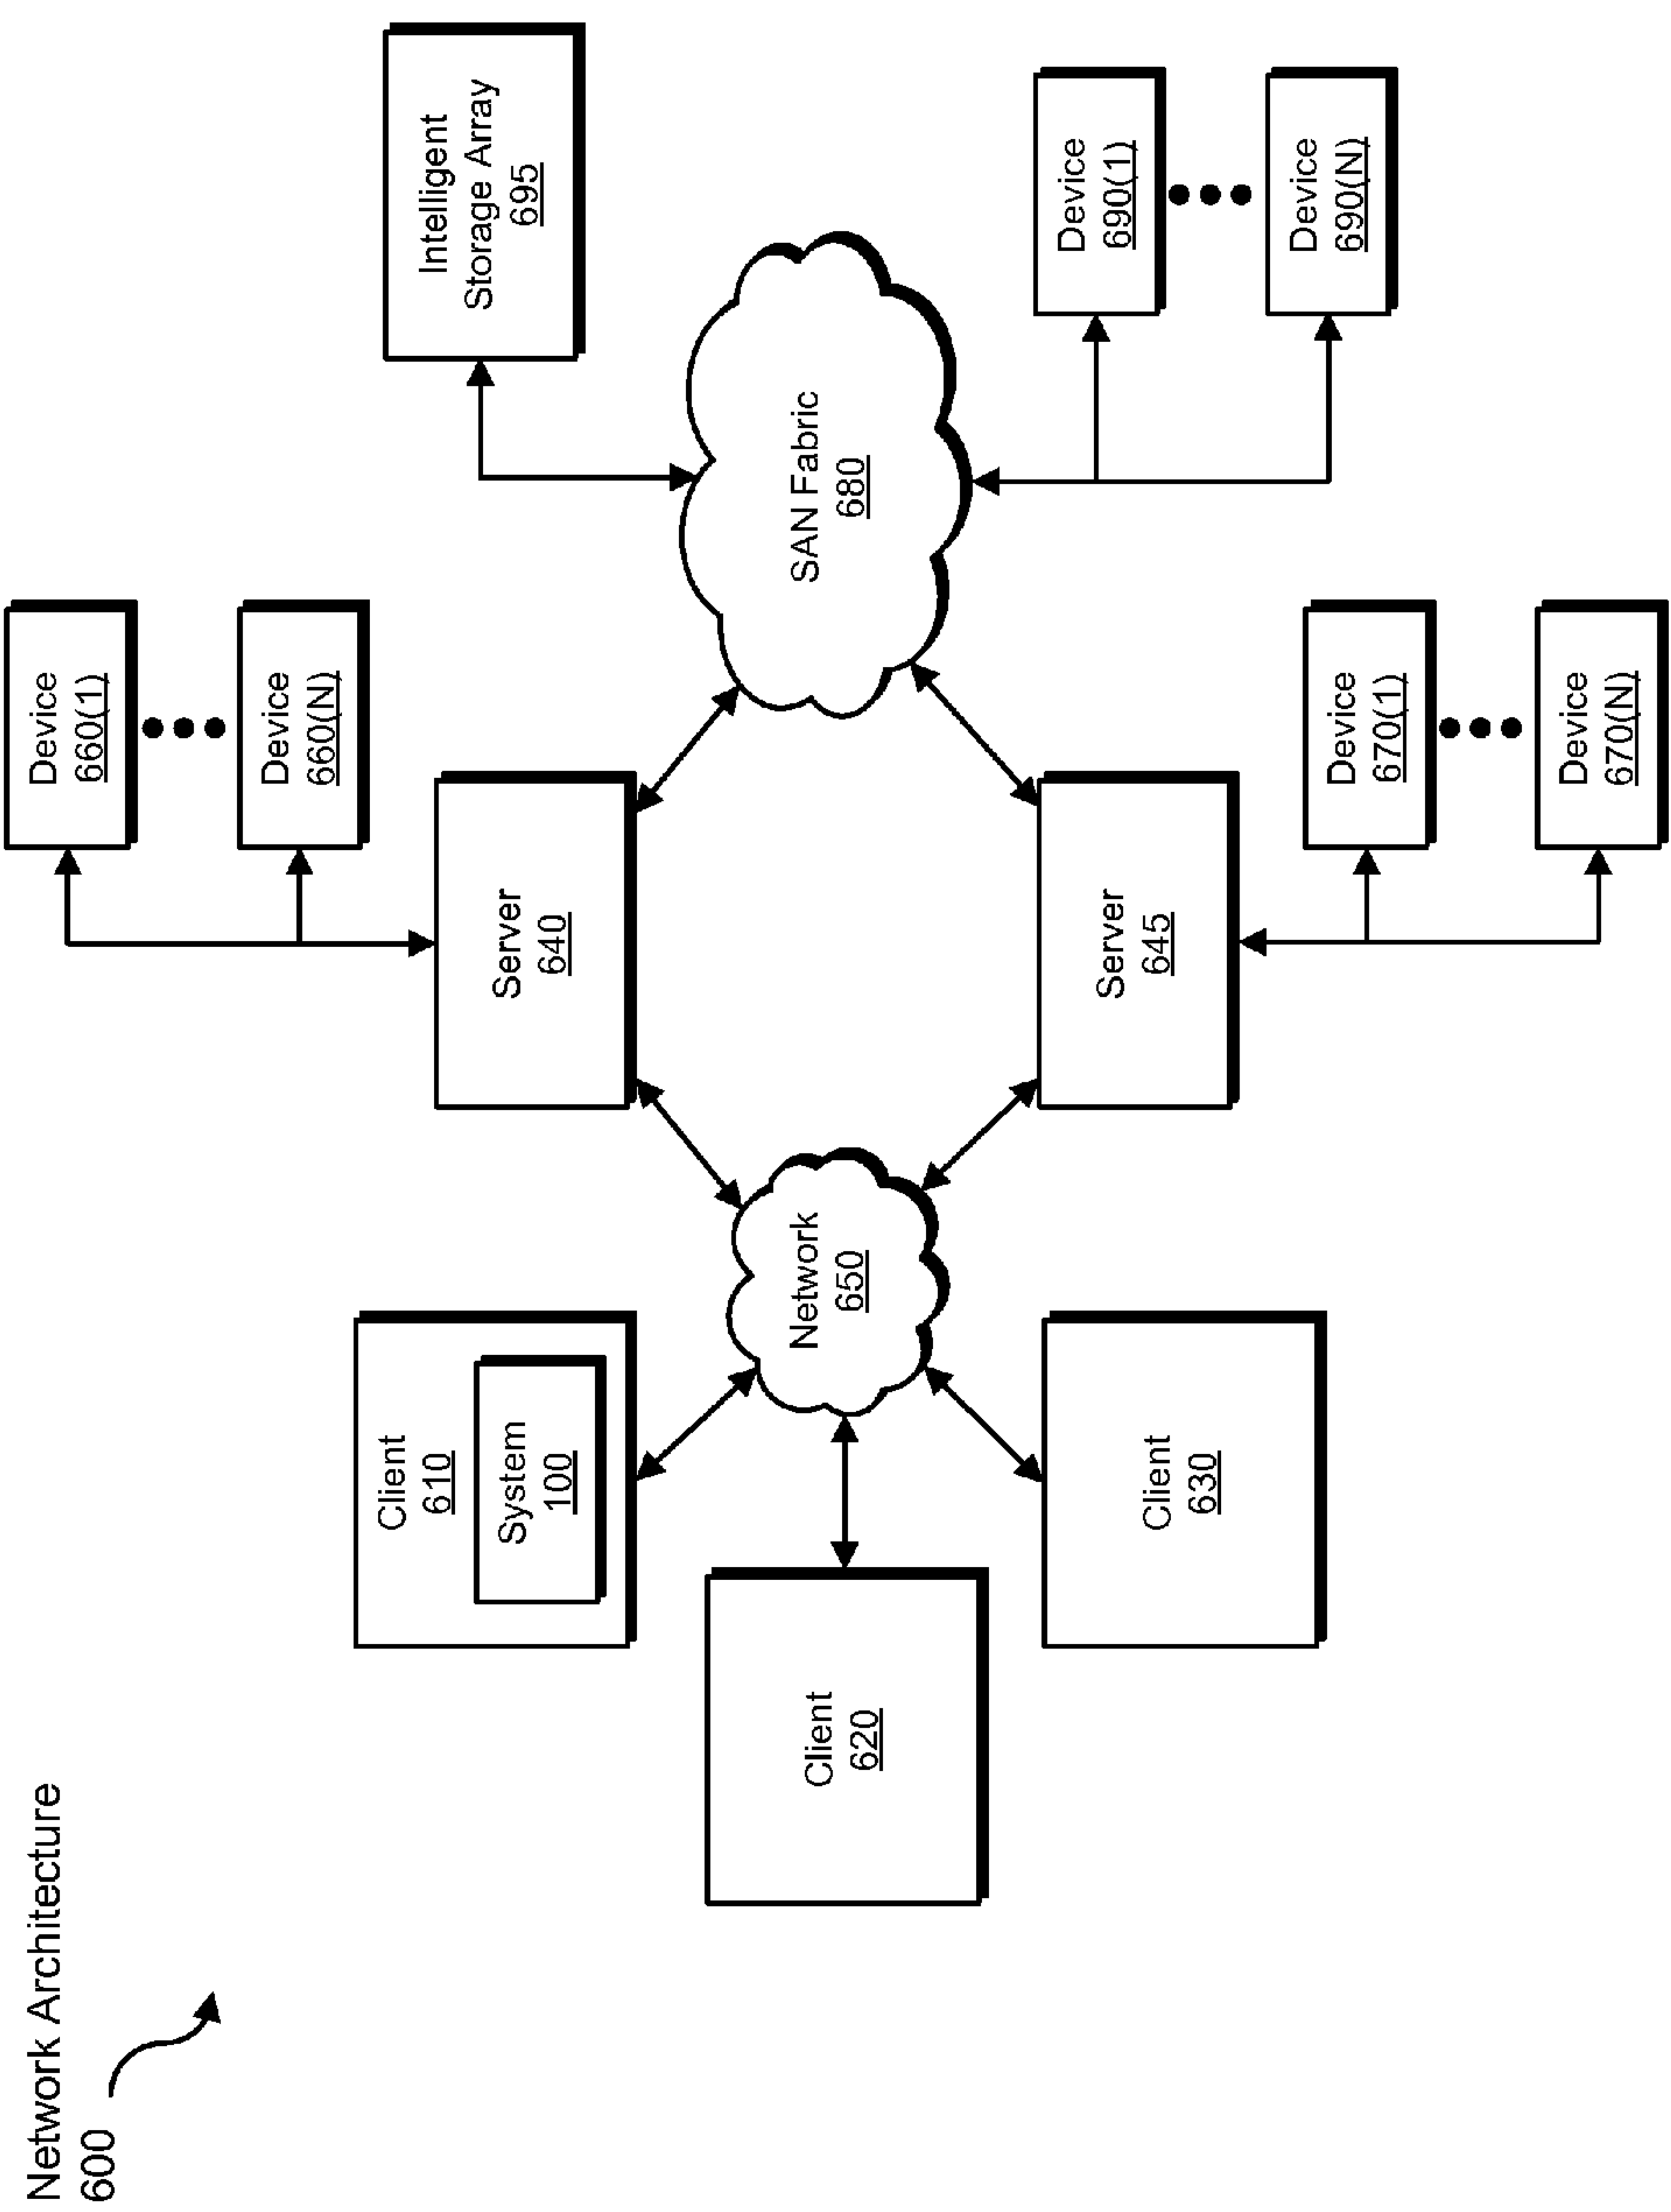 Network Architecture
600
Client
610
System
100
Client
620
Client
630
Network
650
Server
640
Server
645
Device
660(1)
Device
660(N)
Device
670(1)
Device
670(N)
SAN Fabric
680
Intelligent
Storage Array
695
Device
690(1)
Device
690(N)